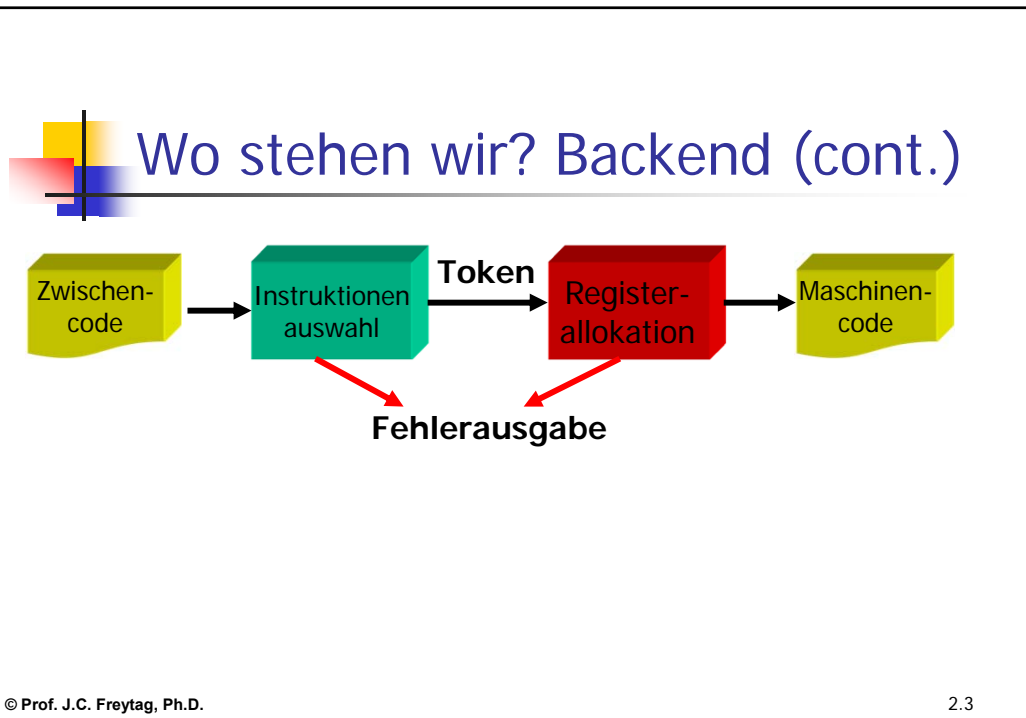 Wo stehen wir? Backend (cont.)
Zwischen-
code
Instruktionen
auswahl
Token
Register-
allokation
Maschinen-
code
Fehlerausgabe
© Prof. J.C. Freytag, Ph.D.
2.3